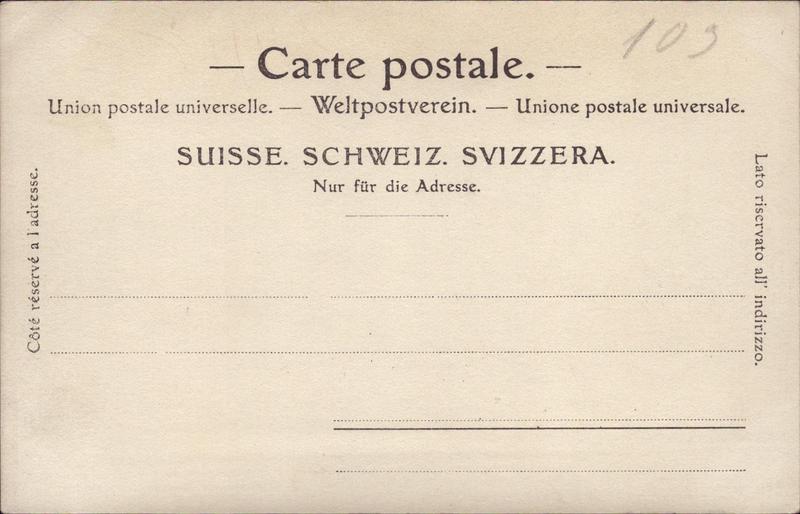 109
— Carte postale. —
Union postale universelle. — Weltpostverein. — Unione postale universale.
SUISSE. SCHWEIZ. SVIZZERA.
Nur für die Adresse.
Côté réservé a l'adresse.
Lato riservato all' indirizzo.